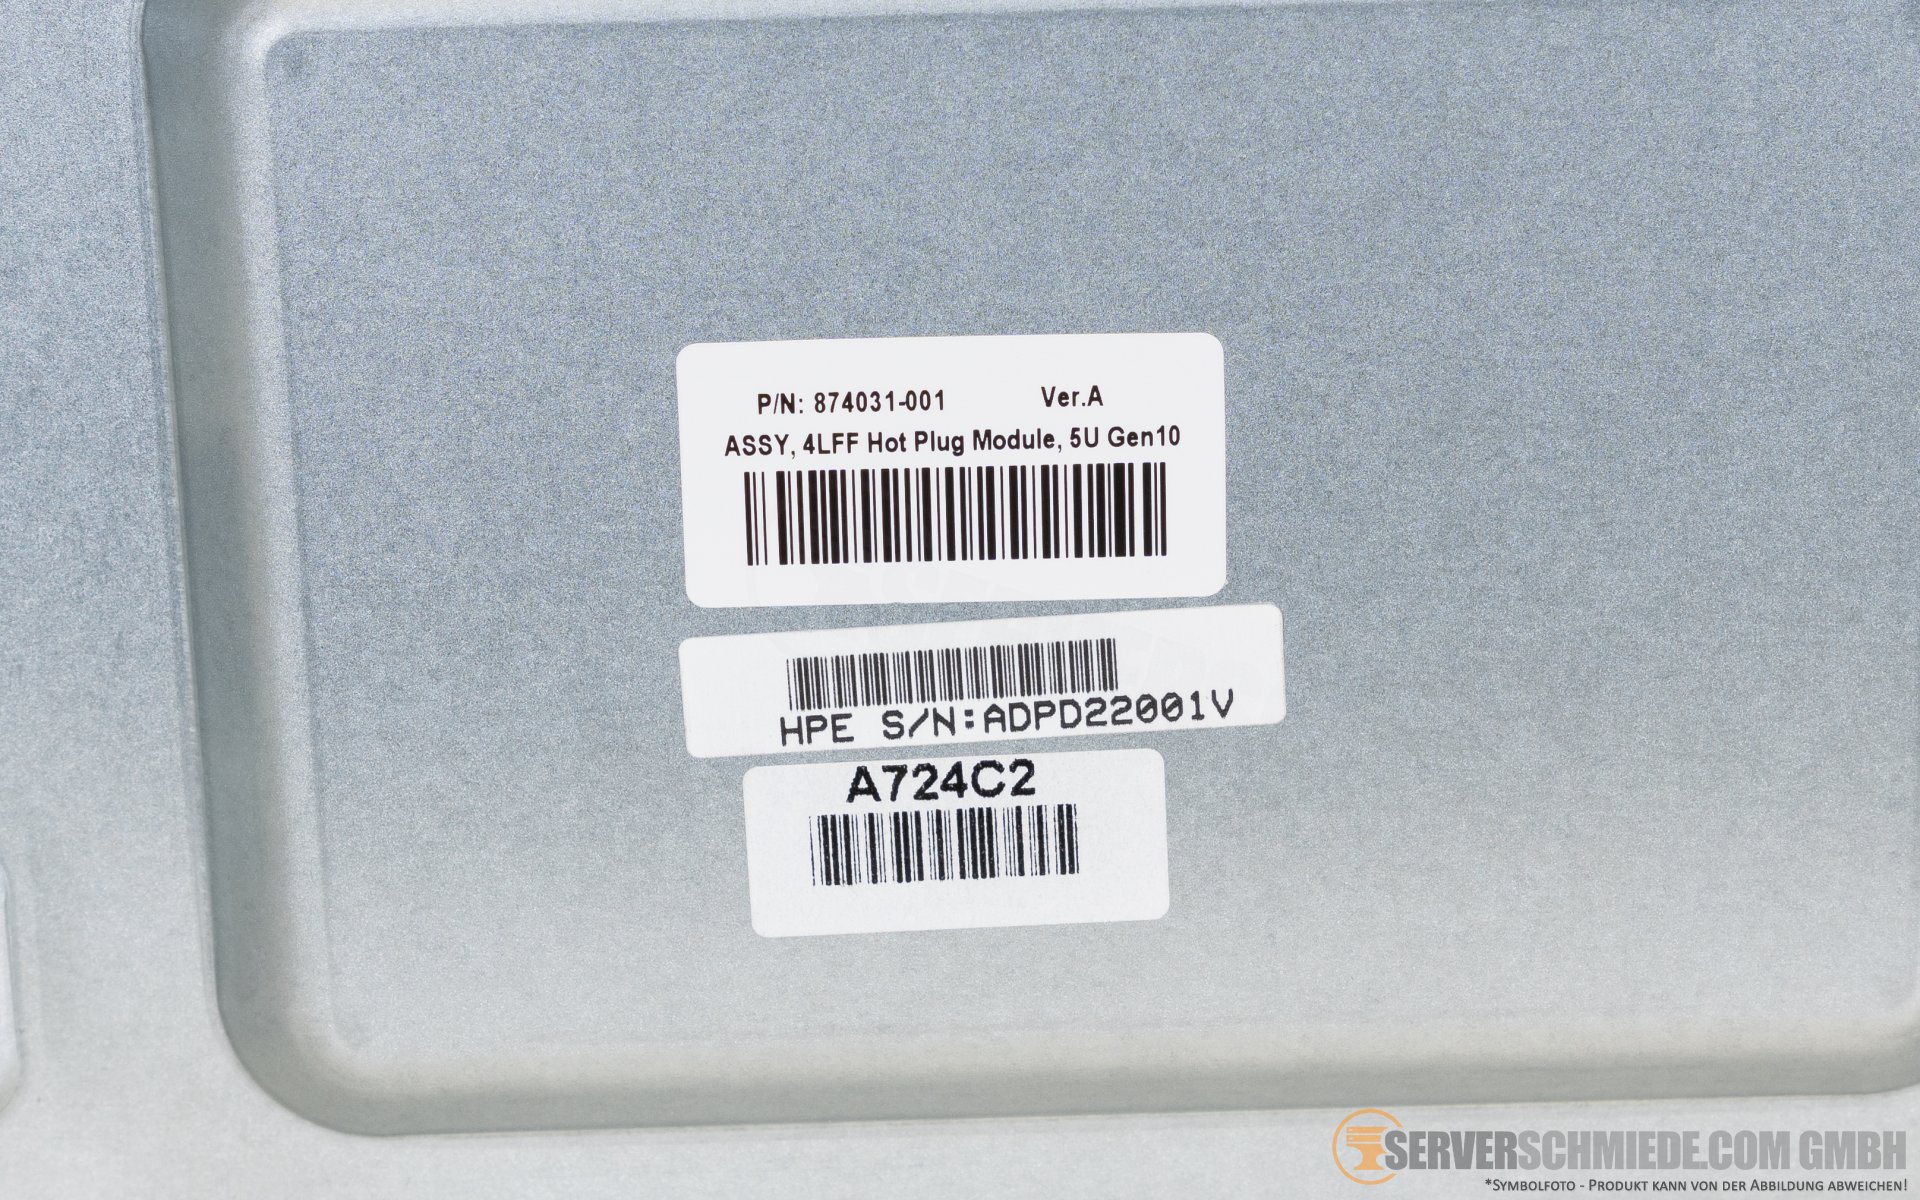 P/N: 874031-001 Ver.A
ASSY, 4LFF Hot Plug Module, 5U Gen10
HPE S/N:ADPD22001V
A724C2
SERVERSCHMIEDE.COM GMBH
*Symbolfoto - Produkt kann von der Abbildung abweichen!